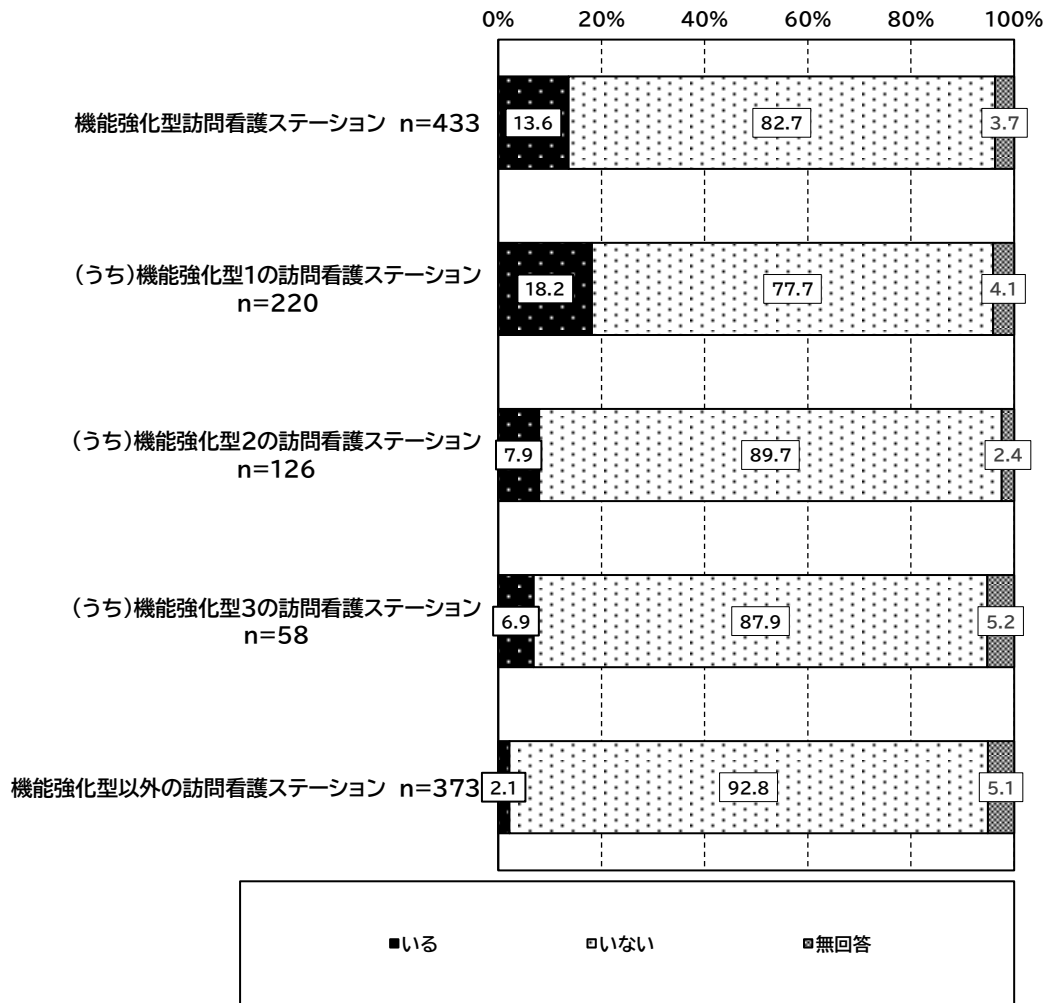 0% 20% 40% 60% 80% 100%
機能強化型訪問看護ステーション n=433 13.6 82.7 3.7
(うち)機能強化型1の訪問看護ステーション
n=220
18.2 77.7 4.1
(うち)機能強化型2の訪問看護ステーション
n=126
7.9 89.7 2.4
(うち)機能強化型3の訪問看護ステーション
n=58
6.9 87.9 5.2
機能強化型以外の訪問看護ステーション n=373 2.1 92.8 5.1
いる いない 無回答